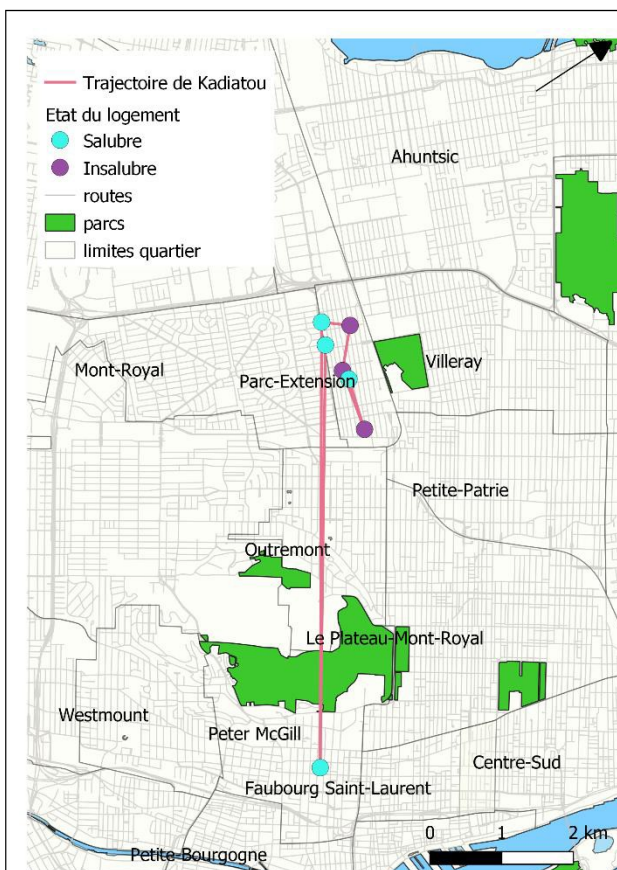 Trajectoire de Kadiatou
Etat du logement
Salubre
Insalubre
routes
parcs
limites quartier
Ahuntsic
Mont-Royal
Villeray
Parc-Extension
Petite-Patrie
Outremont
Le Plateau-Mont-Royal
Westmount
Peter McGill
Centre-Sud
Faubourg Saint-Laurent
0 1 2 km
Petite-Bourgogne